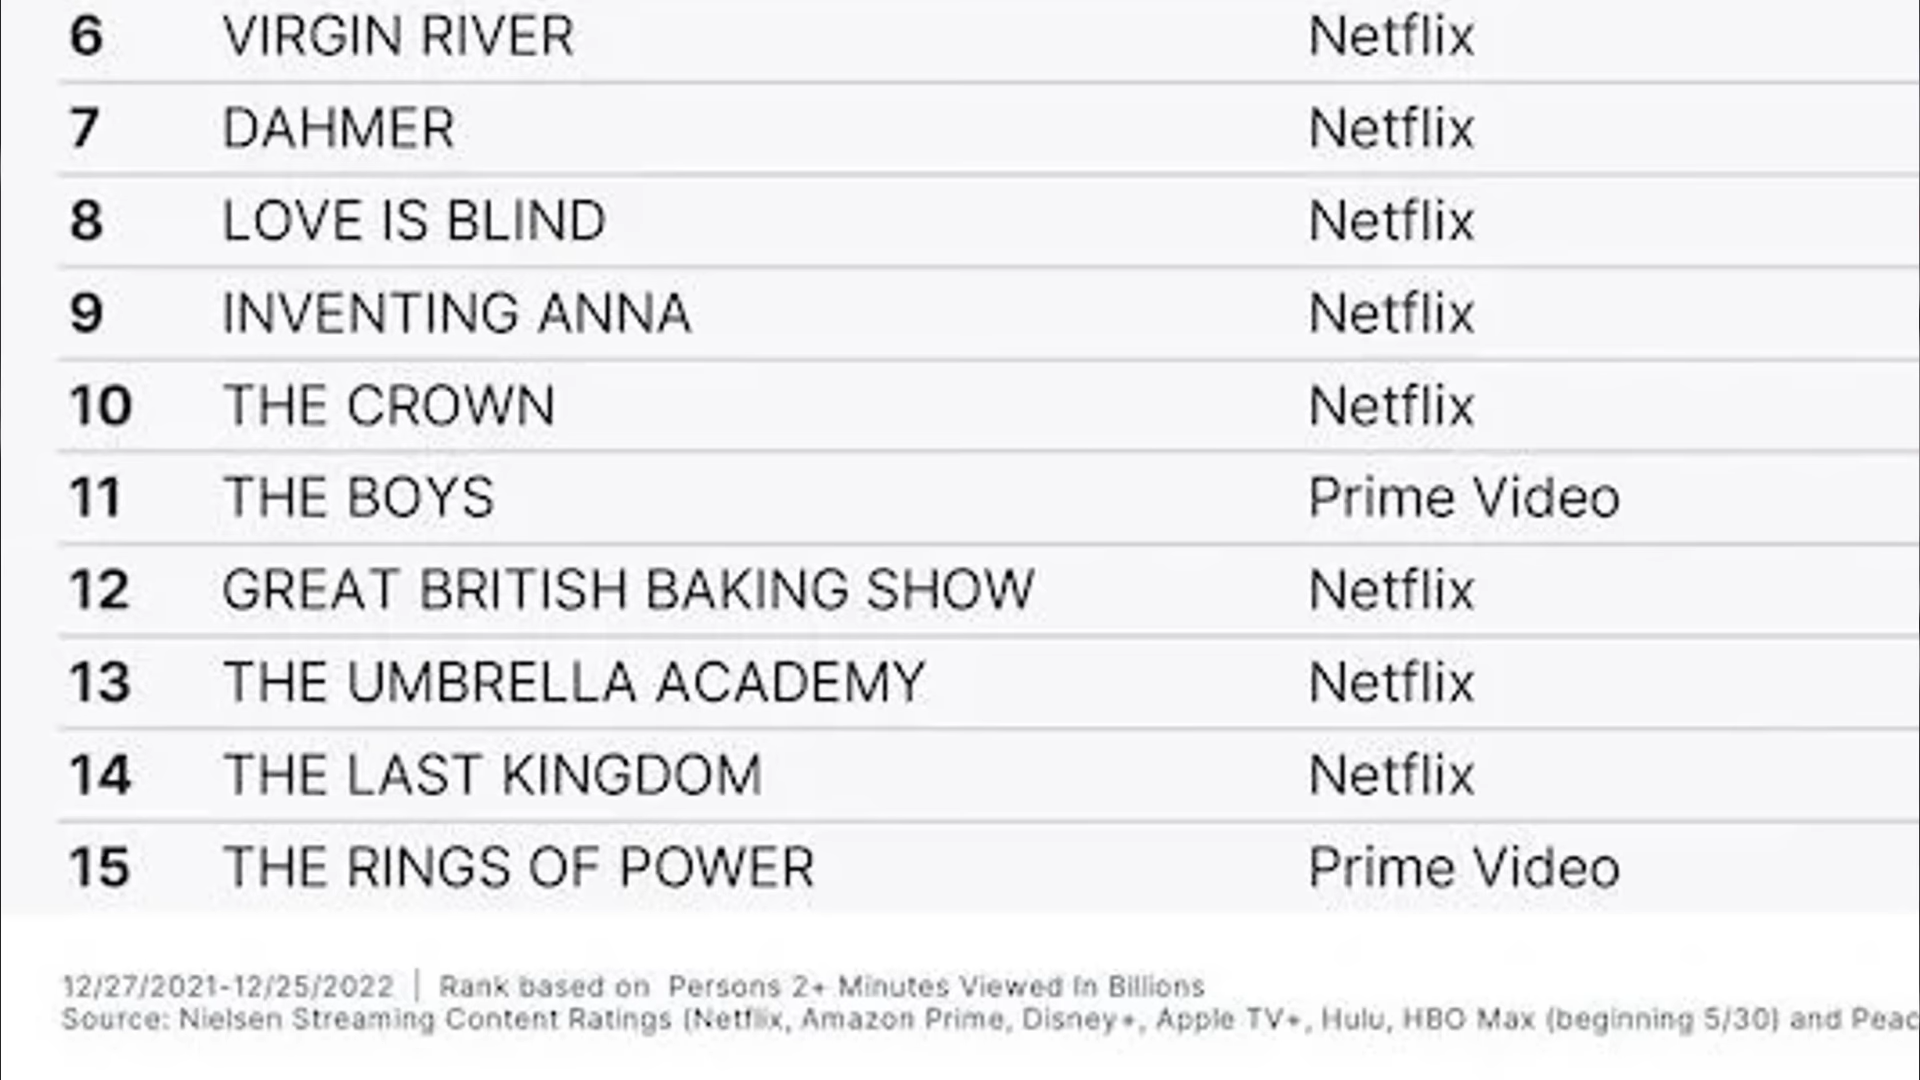 6 VIRGIN RIVER Netflix
7 DAHMER Netflix
8 LOVE IS BLIND Netflix
9 INVENTING ANNA Netflix
10 THE CROWN Netflix
11 THE BOYS Prime Video
12 GREAT BRITISH BAKING SHOW Netflix
13 THE UMBRELLA ACADEMY Netflix
14 THE LAST KINGDOM Netflix
15 THE RINGS OF POWER Prime Video
12/27/2021-12/25/2022 | Rank based on Persons 2+ Minutes Viewed In Billions
Source: Nielsen Streaming Content Ratings (Netflix, Amazon Prime, Disney+, Apple TV+, Hulu, HBO Max (beginning 5/30) and Peac